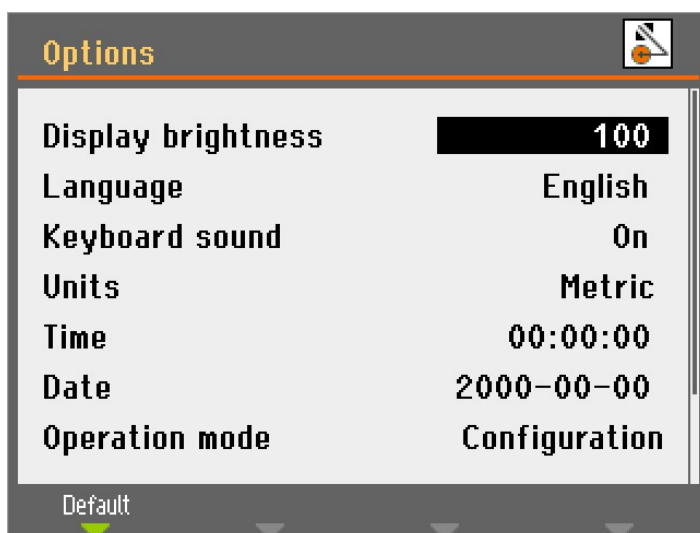 Options
Display brightness 100
Language English
Keyboard sound On
Units Metric
Time 00:00:00
Date 2000-00-00
Operation mode Configuration
Default